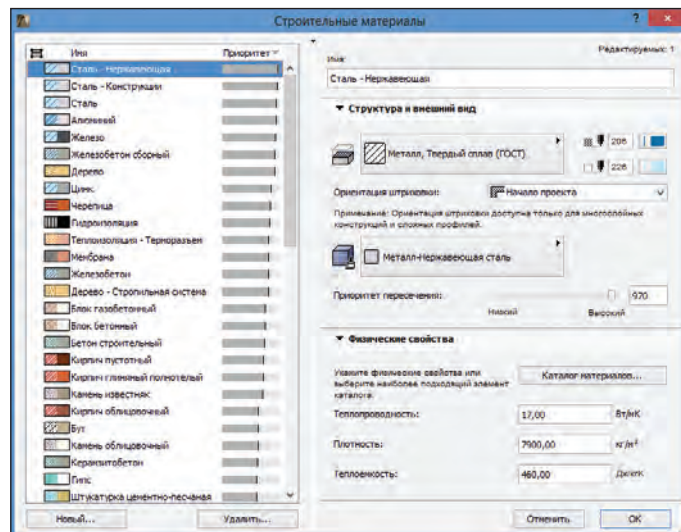 Строительные материалы
?
Имя
Приоритет
Сталь - Нержавеющая
Сталь - Конструкции
Сталь
Алюминий
Железо
Железобетон сборный
Дерево
Цинк
Черепица
Гидроизоляция
Теплоизоляция - Терморазъем
Мембрана
Железобетон
Дерево - Стропильная система
Блок газобетонный
Блок бетонный
Бетон строительный
Кирпич пустотный
Кирпич глиняный полнотелый
Камень известняк
Кирпич облицовочный
Бут
Камень облицовочный
Керамзитобетон
Гипс
Штукатурка цементно-песчаная
Новый...
Удалить...
Редактируемых: 1
Имя:
Сталь - Нержавеющая
Структура и внешний вид
Металл, Твердый сплав (ГОСТ)
226
Ориентация штриховки:
Начало проекта
Примечание: Ориентация штриховки доступна только для многослойных
конструкций и сложных профилей.
Металл-Нержавеющая сталь
Приоритет пересечения:
970
Низкий
Высокий
Физические свойства
Укажите физические свойства или
выберите наиболее подходящий элемент
каталога.
Каталог материалов...
Теплопроводность:
17,00
Вт/мК
Плотность:
7900,00
кг/м³
Теплоемкость:
460,00
Дж/кгК
Отменить
OK